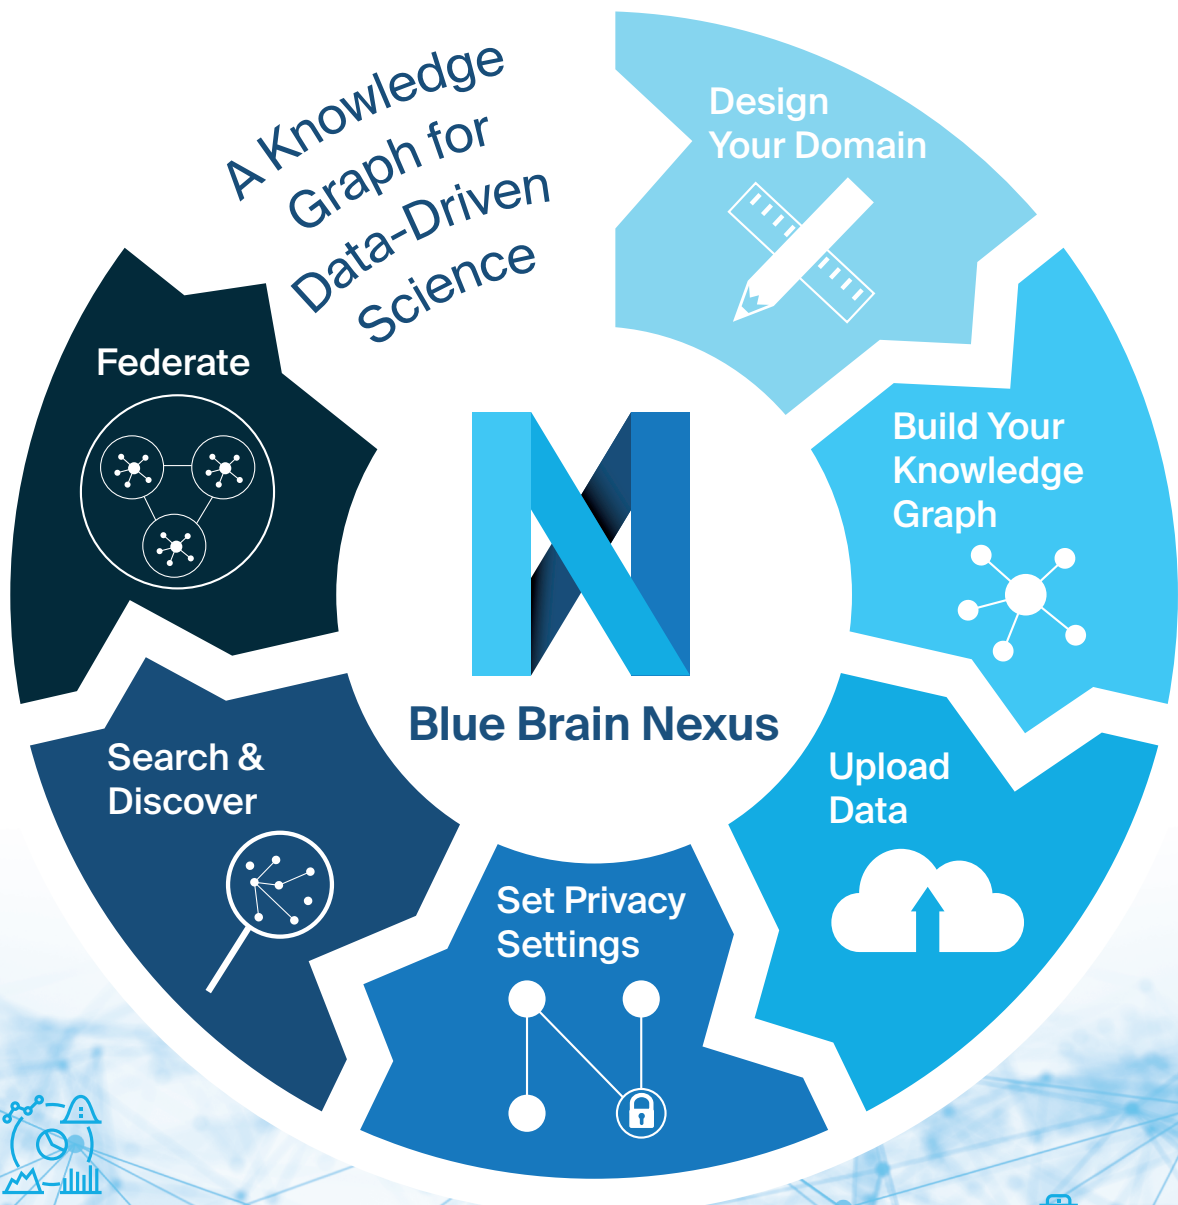 A Knowledge
Graph for
Data-Driven
Science
Design
Your Domain
Build Your
Knowledge
Graph
Upload
Data
Set Privacy
Settings
Search &
Discover
Federate
Blue Brain Nexus